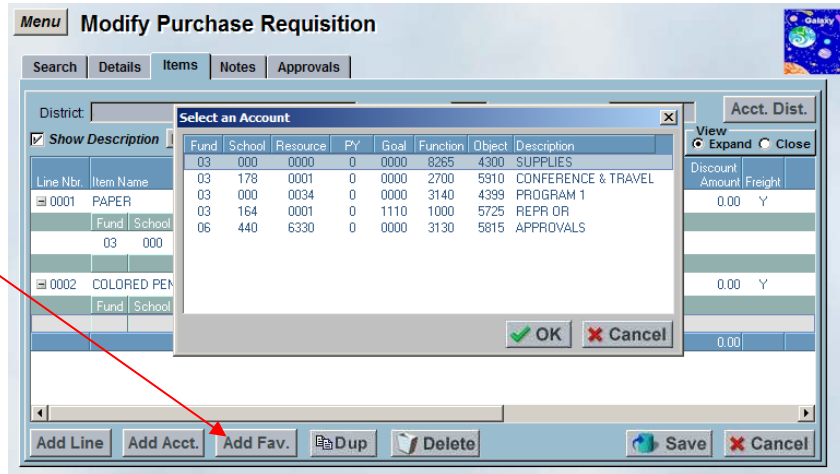 Menu Modify Purchase Requisition
Galaxy
Search Details Items Notes Approvals
District: Acct. Dist.
Select an Account
Show Description
View
Expand Close
Fund School Resource PY Goal Function Object Description
03 000 0000 0 0000 8265 4300 SUPPLIES
03 178 0001 0 0000 2700 5910 CONFERENCE & TRAVEL
03 000 0034 0 0000 3140 4399 PROGRAM 1
03 164 0001 0 1110 1000 5725 REPR OR
06 440 6330 0 0000 3130 5815 APPROVALS
OK Cancel
Line Nbr. Item Name Discount Amount Freight
0001 PAPER 0.00 Y
Fund School
03 000
0002 COLORED PEN 0.00 Y
Fund School
0.00
Add Line Add Acct. Add Fav. Dup Delete Save Cancel